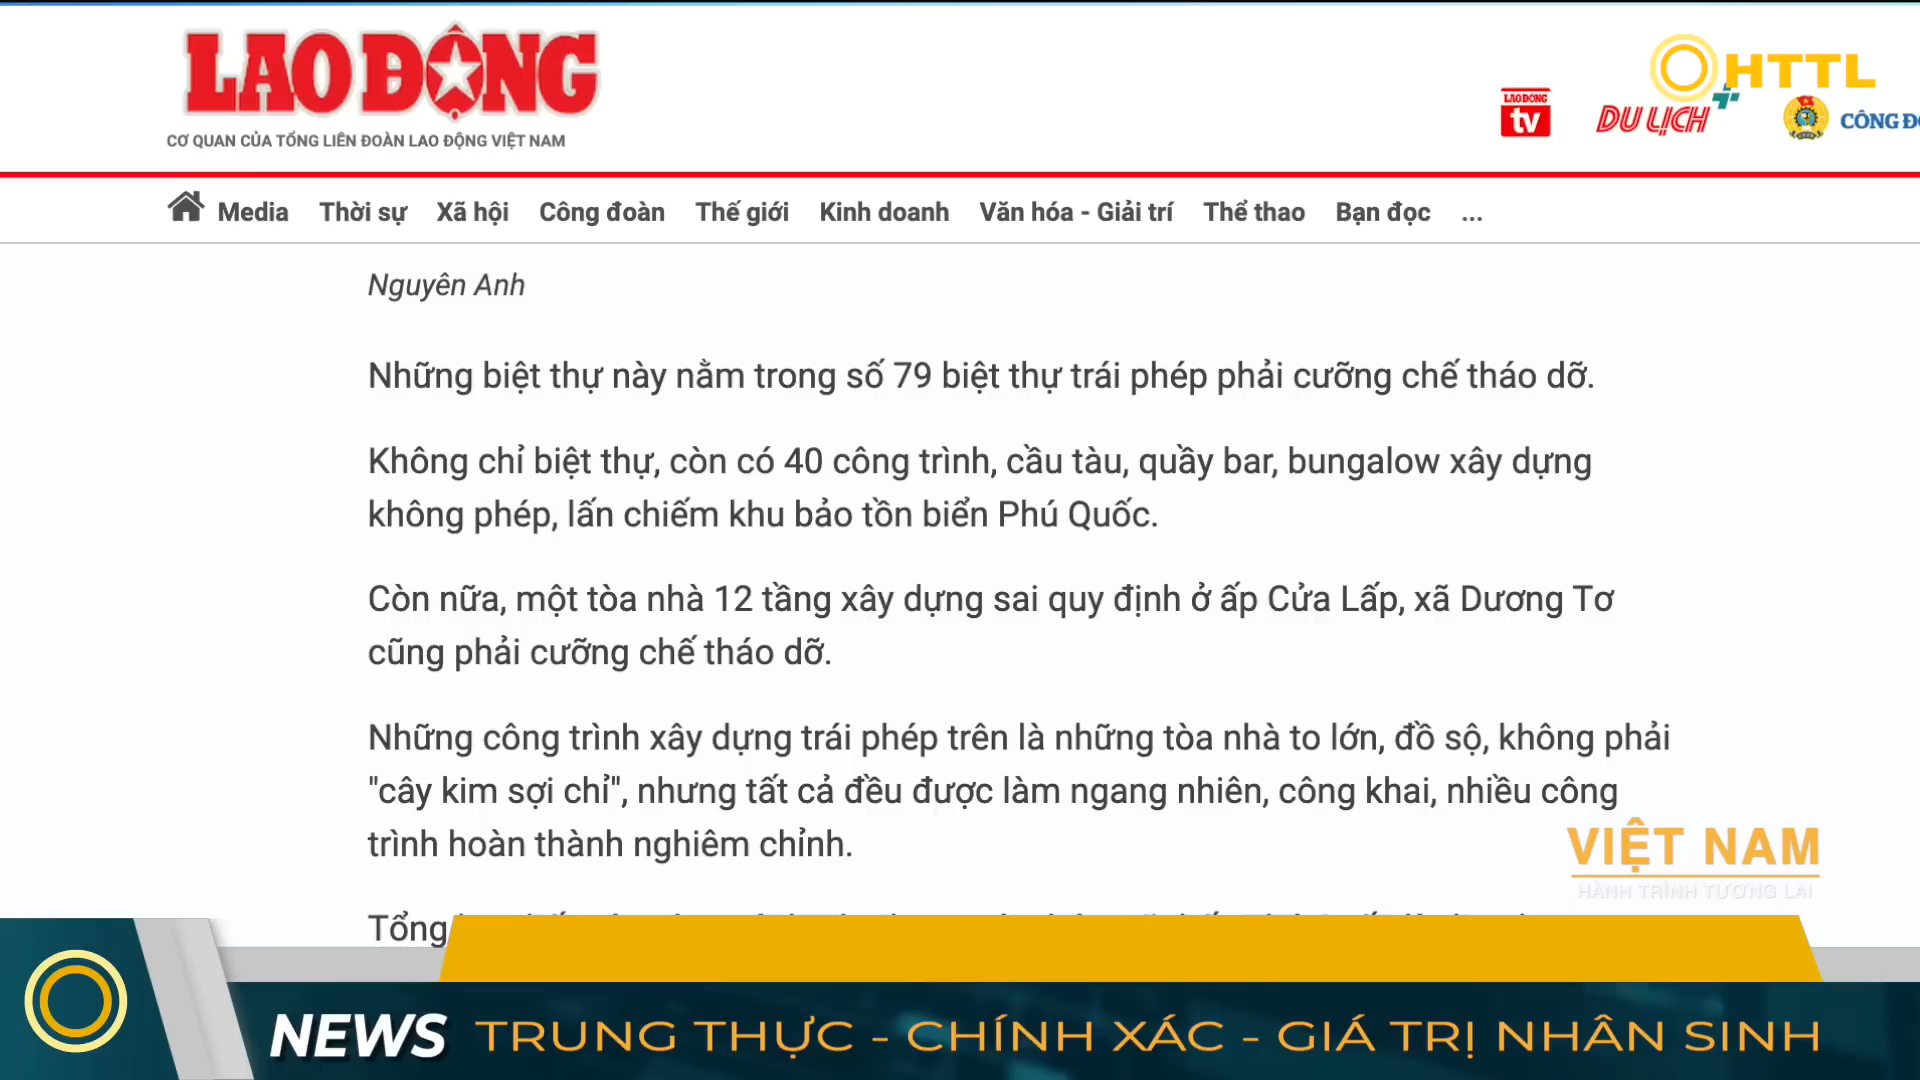 LAO ĐỘNG
CƠ QUAN CỦA TỔNG LIÊN ĐOÀN LAO ĐỘNG VIỆT NAM
LAO ĐỘNG
tv
DU LỊCH
HTTL
CÔNG ĐO
Media Thời sự Xã hội Công đoàn Thế giới Kinh doanh Văn hóa - Giải trí Thể thao Bạn đọc ...
Nguyên Anh
Những biệt thự này nằm trong số 79 biệt thự trái phép phải cưỡng chế tháo dỡ.
Không chỉ biệt thự, còn có 40 công trình, cầu tàu, quầy bar, bungalow xây dựng
không phép, lấn chiếm khu bảo tồn biển Phú Quốc.
Còn nữa, một tòa nhà 12 tầng xây dựng sai quy định ở ấp Cửa Lấp, xã Dương Tơ
cũng phải cưỡng chế tháo dỡ.
Những công trình xây dựng trái phép trên là những tòa nhà to lớn, đồ sộ, không phải
"cây kim sợi chỉ", nhưng tất cả đều được làm ngang nhiên, công khai, nhiều công
trình hoàn thành nghiêm chỉnh.
VIỆT NAM
HÀNH TRÌNH TƯƠNG LAI
Tổng
NEWS TRUNG THỰC - CHÍNH XÁC - GIÁ TRỊ NHÂN SINH